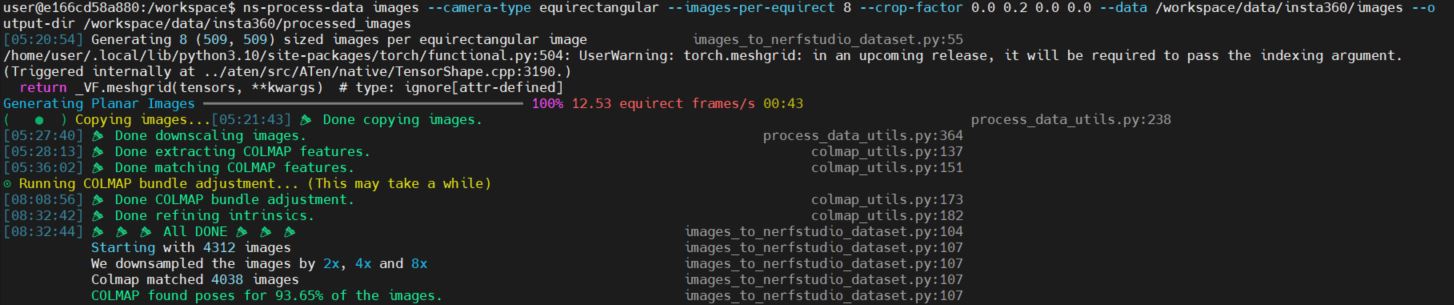 user@e166cd58a880:/workspace$ ns-process-data images --camera-type equirectangular --images-per-equirect 8 --crop-factor 0.0 0.2 0.0 0.0 --data /workspace/data/insta360/images --o
utput-dir /workspace/data/insta360/processed_images
[05:20:54] Generating 8 (509, 509) sized images per equirectangular image images_to_nerfstudio_dataset.py:55
/home/user/.local/lib/python3.10/site-packages/torch/functional.py:504: UserWarning: torch.meshgrid: in an upcoming release, it will be required to pass the indexing argument.
(Triggered internally at ../aten/src/ATen/native/TensorShape.cpp:3190.)
return _VF.meshgrid(tensors, **kwargs)  # type: ignore[attr-defined]
Generating Planar Images 100% 12.53 equirect frames/s 00:43
( ● ) Copying images...[05:21:43] 🎉 Done copying images. process_data_utils.py:238
[05:27:40] 🎉 Done downscaling images. process_data_utils.py:364
[05:28:13] 🎉 Done extracting COLMAP features. colmap_utils.py:137
[05:36:02] 🎉 Done matching COLMAP features. colmap_utils.py:151
⊙ Running COLMAP bundle adjustment... (This may take a while)
[08:08:56] 🎉 Done COLMAP bundle adjustment. colmap_utils.py:173
[08:32:42] 🎉 Done refining intrinsics. colmap_utils.py:182
[08:32:44] 🎉 🎉 🎉 All DONE 🎉 🎉 🎉 images_to_nerfstudio_dataset.py:104
Starting with 4312 images images_to_nerfstudio_dataset.py:107
We downsampled the images by 2x, 4x and 8x images_to_nerfstudio_dataset.py:107
Colmap matched 4038 images images_to_nerfstudio_dataset.py:107
COLMAP found poses for 93.65% of the images. images_to_nerfstudio_dataset.py:107